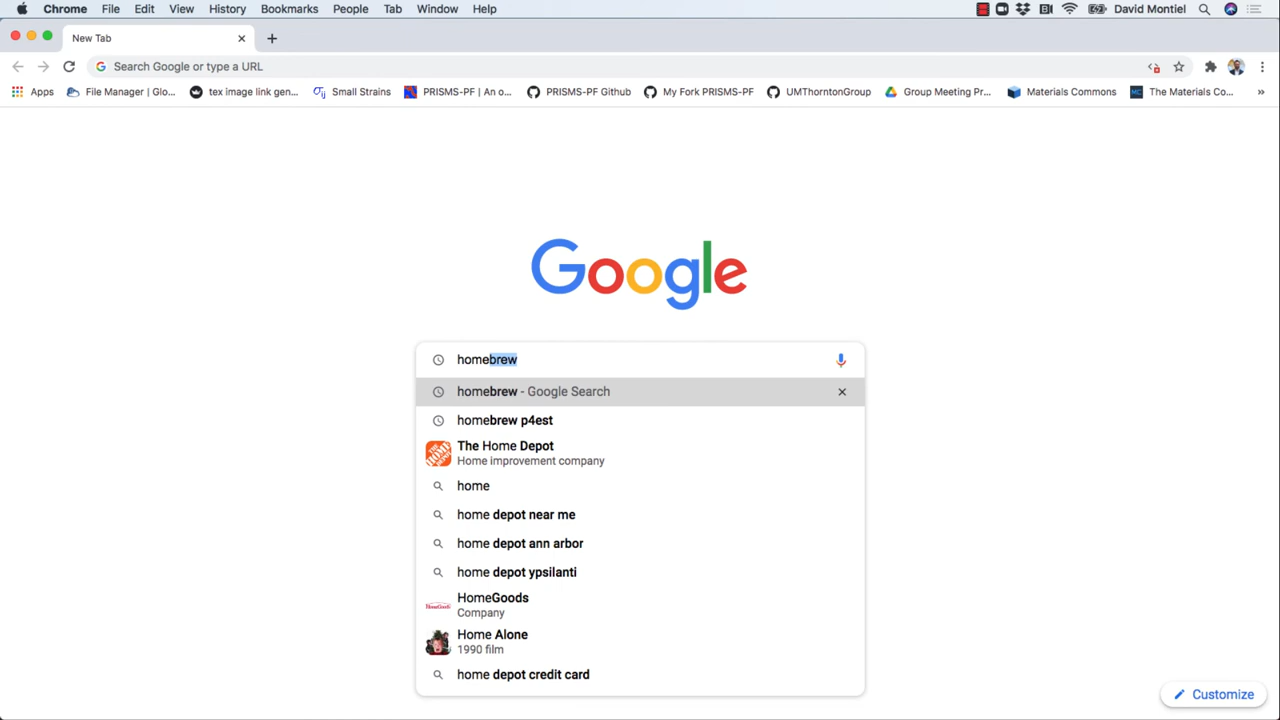 Chrome File Edit View History Bookmarks People Tab Window Help David Montiel
New Tab
Search Google or type a URL
Apps File Manager | Glo... tex image link gen... Small Strains PRISMS-PF | An o... PRISMS-PF Github My Fork PRISMS-PF UMThorntonGroup Group Meeting Pr... Materials Commons The Materials Co... »
Google
homebrew
homebrew - Google Search
homebrew p4est
The Home Depot
Home improvement company
home
home depot near me
home depot ann arbor
home depot ypsilanti
HomeGoods
Company
Home Alone
1990 film
home depot credit card
Customize